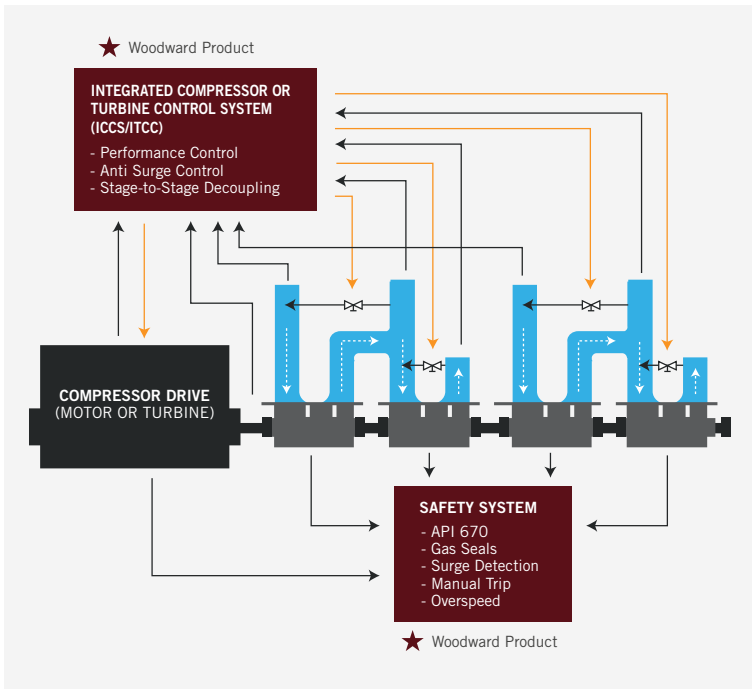 Woodward Product
INTEGRATED COMPRESSOR OR
TURBINE CONTROL SYSTEM
(ICCS/ITCC)
- Performance Control
- Anti Surge Control
- Stage-to-Stage Decoupling
COMPRESSOR DRIVE
(MOTOR OR TURBINE)
SAFETY SYSTEM
- API 670
- Gas Seals
- Surge Detection
- Manual Trip
- Overspeed
Woodward Product